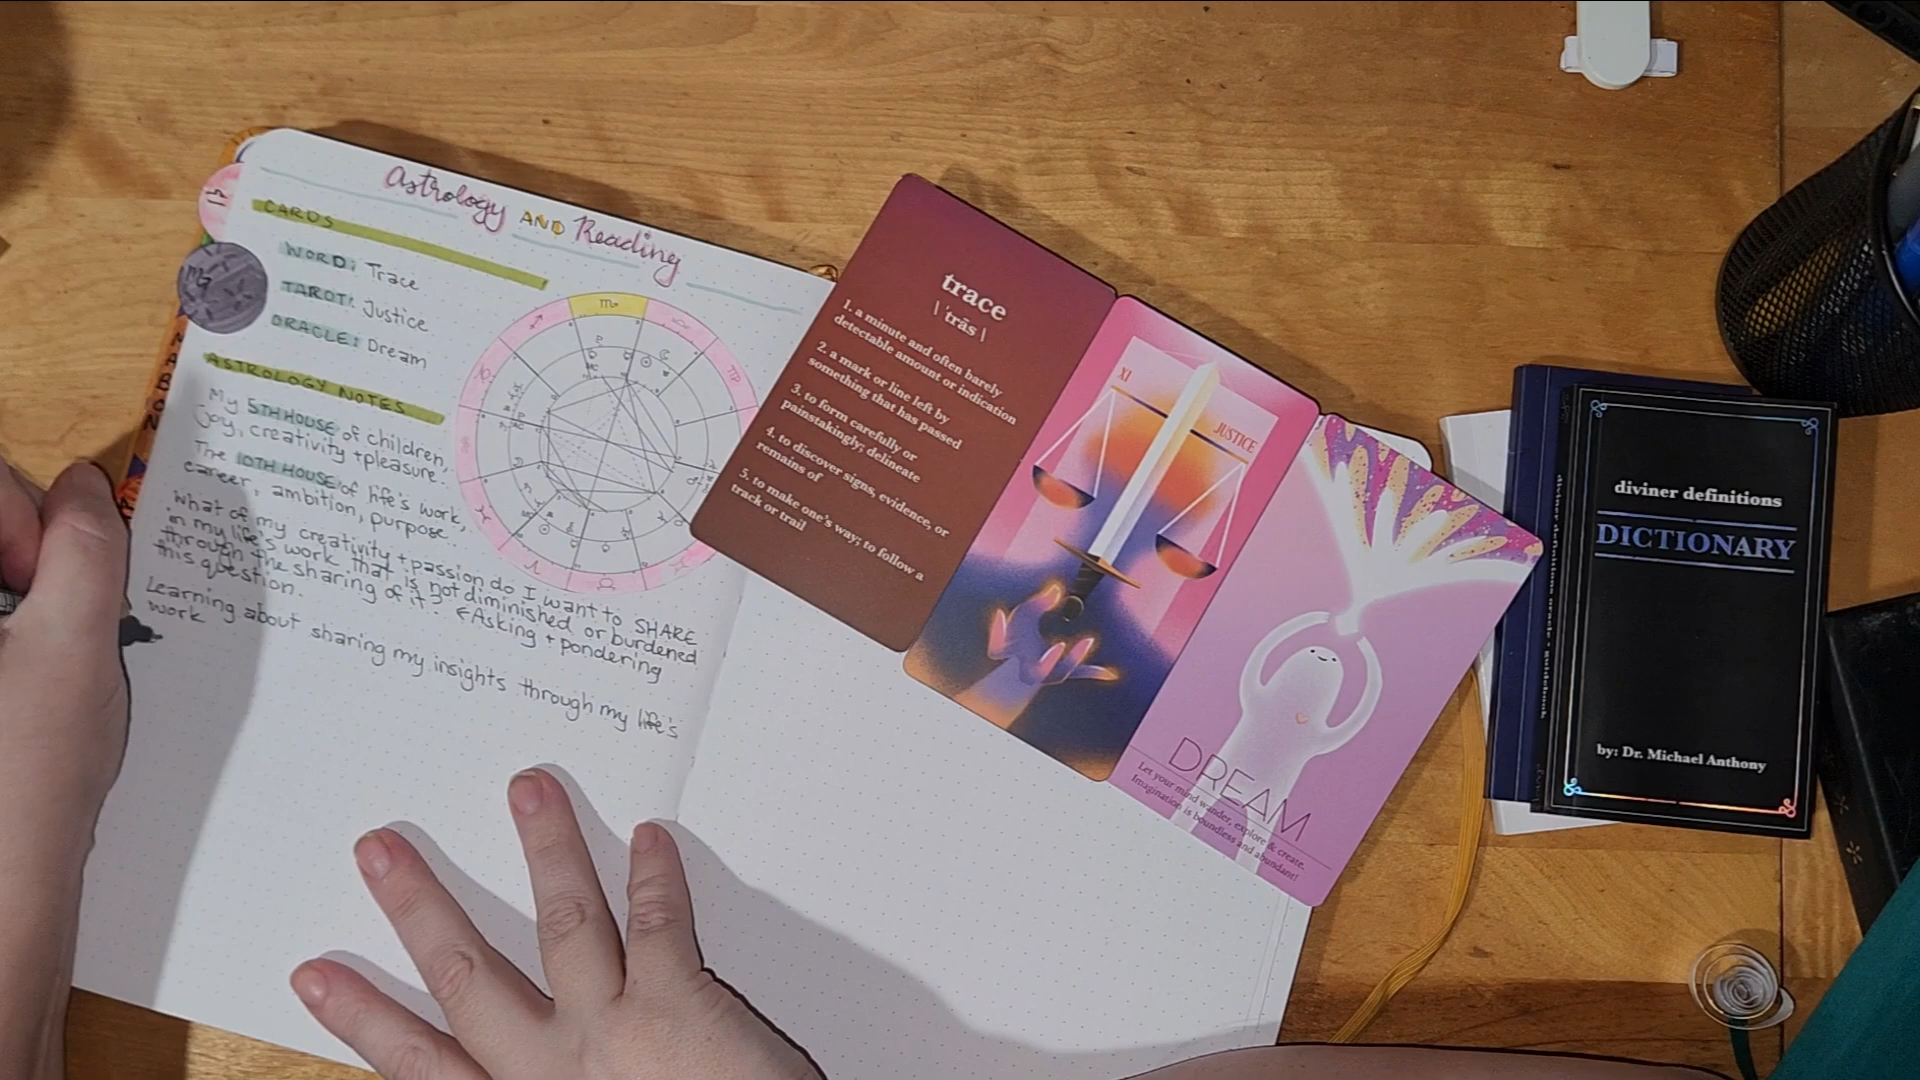 Astrology AND Reading
CARDS
WORD: Trace
TAROT: Justice
ORACLE: Dream
ASTROLOGY NOTES
My 5TH HOUSE of children,
joy, creativity + pleasure.
The 10TH HOUSE of life's work,
career, ambition, purpose.
What of my creativity + passion do I want to SHARE
in my life's work that is not diminished or burdened
through the sharing of it? ← Asking + pondering
this question.
Learning about sharing my insights through my life's
work
MG
MABON
trace
| ˈtrās |
1. a minute and often barely
detectable amount or indication
2. a mark or line left by
something that has passed
3. to form carefully or
painstakingly; delineate
4. to discover signs, evidence, or
remains of
5. to make one's way; to follow a
track or trail
XI
JUSTICE
DREAM
Let your mind wander, explore & create.
Imagination is boundless and abundant!
diviner definitions
DICTIONARY
by: Dr. Michael Anthony